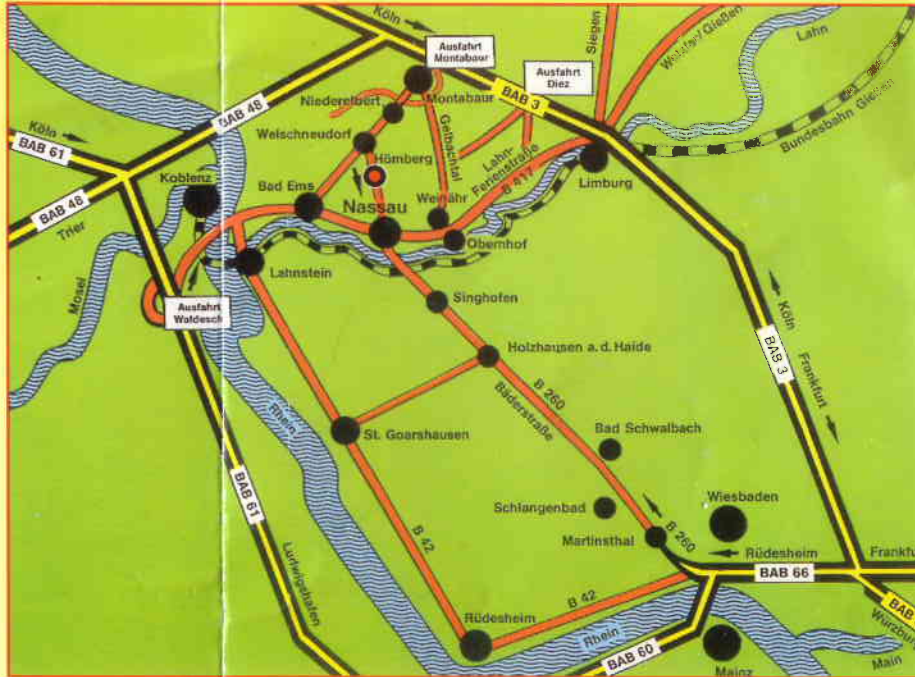 Köln
Ausfahrt
Montabaur
Ausfahrt
Diez
Siegen
Gießen
Lahn
Bundesbahn Gießen
BAB 3
BAB 48
Niederelbert
Montabaur
Welschneudorf
Gelbachtal
Hömberg
Lahn-
Ferienstraße
B 417
Limburg
Köln
BAB 61
Koblenz
Bad Ems
Nassau
Weinähr
Obernhof
BAB 48
Trier
Mosel
Lahnstein
Ausfahrt
Waldesch
Singhofen
Köln
BAB 3
Frankfurt
Holzhausen a.d. Haide
B 260
Bäderstraße
Rhein
St. Goarshausen
Bad Schwalbach
BAB 61
Schlangenbad
Wiesbaden
Martinsthal
B 260
Rüdesheim
Frankfu
BAB 66
Ludwigshafen
B 42
B 42
BAB
Würzburg
Rüdesheim
Rhein
BAB 60
Mainz
Main